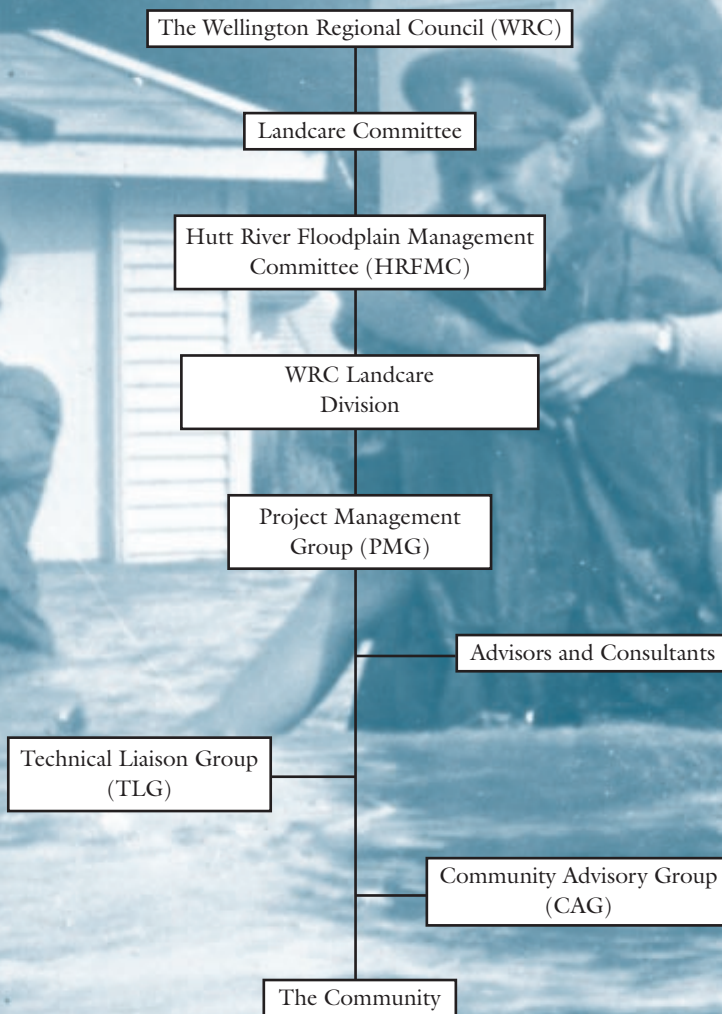 The Wellington Regional Council (WRC)
Landcare Committee
Hutt River Floodplain Management
Committee (HRFMC)
WRC Landcare
Division
Project Management
Group (PMG)
Advisors and Consultants
Technical Liaison Group
(TLG)
Community Advisory Group
(CAG)
The Community